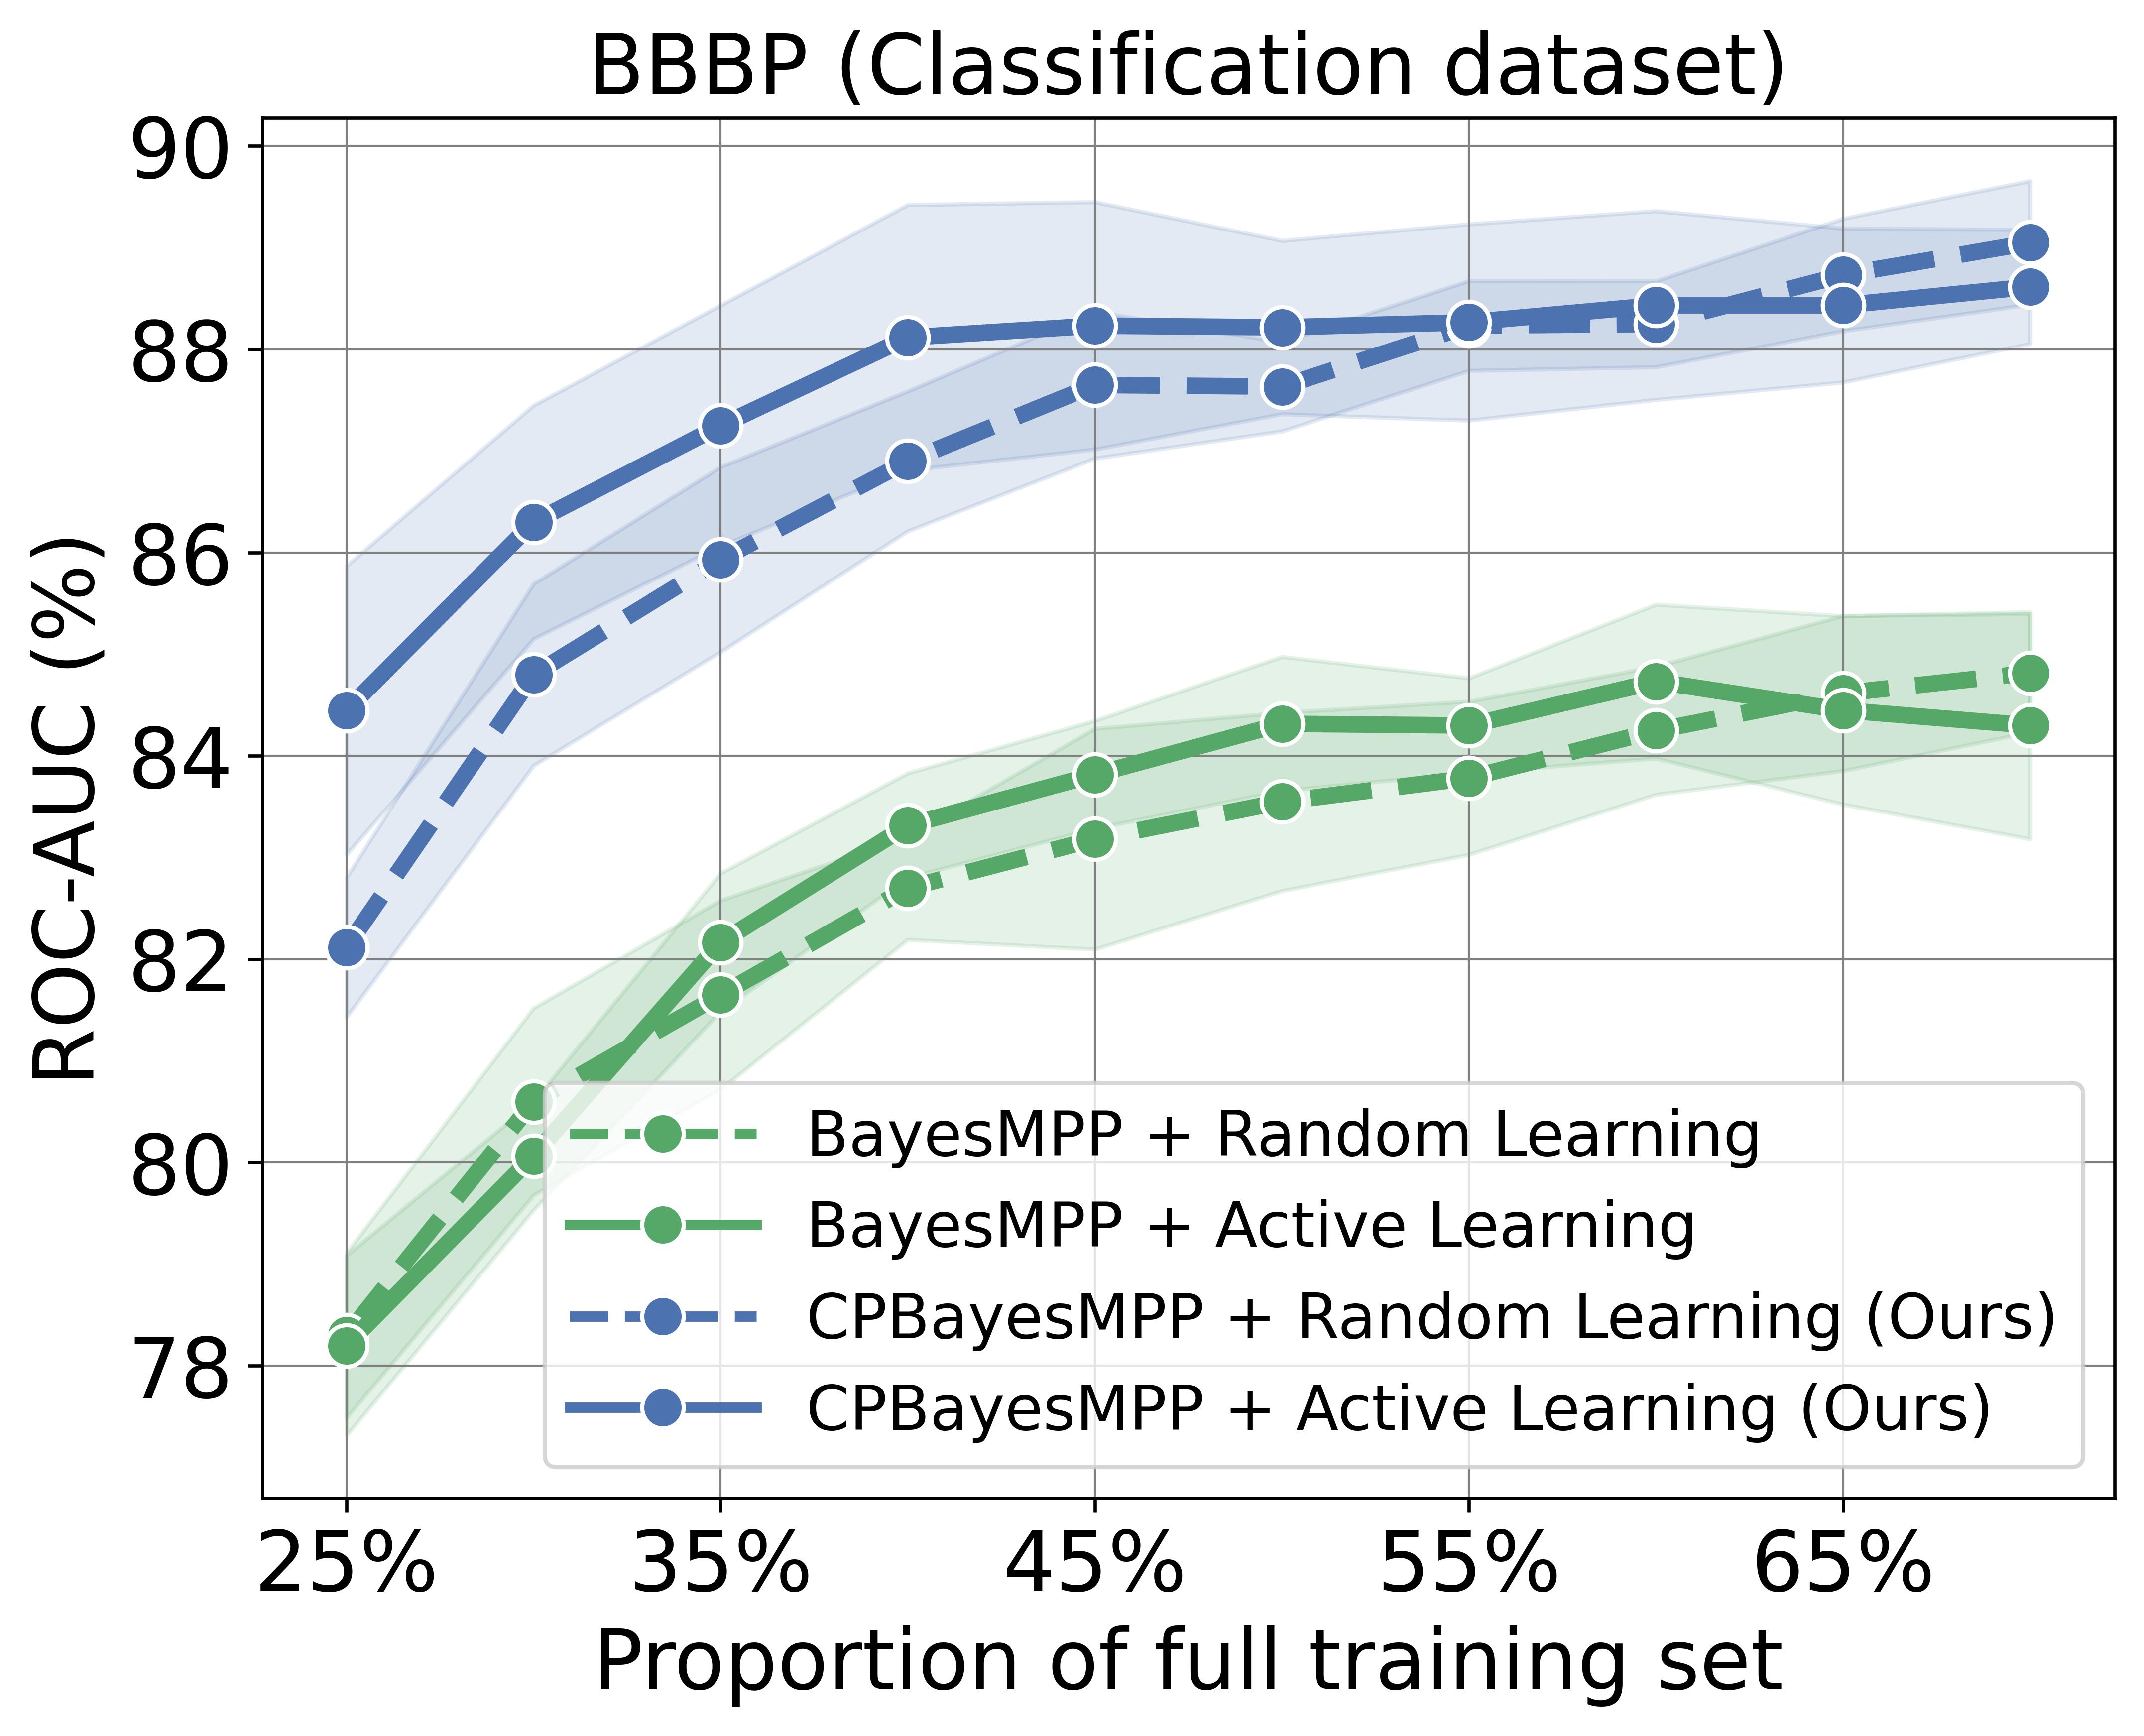 BBBP (Classification dataset)
ROC-AUC (%)
90
88
86
84
82
80
78
BayesMPP + Random Learning
BayesMPP + Active Learning
CPBayesMPP + Random Learning (Ours)
CPBayesMPP + Active Learning (Ours)
25% 35% 45% 55% 65%
Proportion of full training set